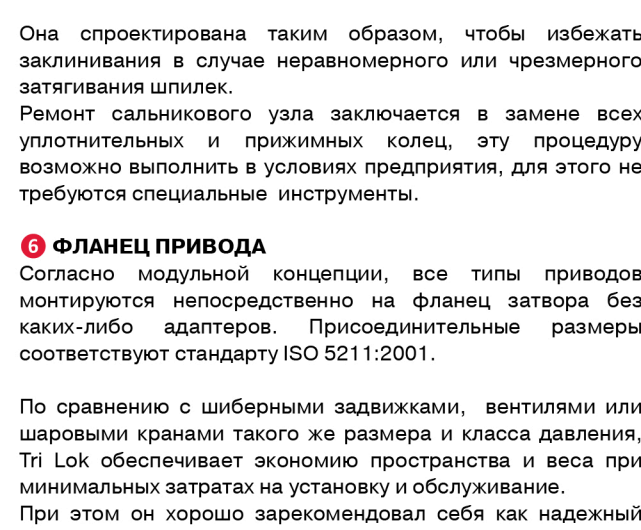 Она спроектирована таким образом, чтобы избежать
заклинивания в случае неравномерного или чрезмерного
затягивания шпилек.
Ремонт сальникового узла заключается в замене всех
уплотнительных и прижимных колец, эту процедуру
возможно выполнить в условиях предприятия, для этого не
требуются специальные инструменты.
6 ФЛАНЕЦ ПРИВОДА
Согласно модульной концепции, все типы приводов
монтируются непосредственно на фланец затвора без
каких-либо адаптеров. Присоединительные размеры
соответствуют стандарту ISO 5211:2001.
По сравнению с шиберными задвижками, вентилями или
шаровыми кранами такого же размера и класса давления,
Tri Lok обеспечивает экономию пространства и веса при
минимальных затратах на установку и обслуживание.
При этом он хорошо зарекомендовал себя как надежный